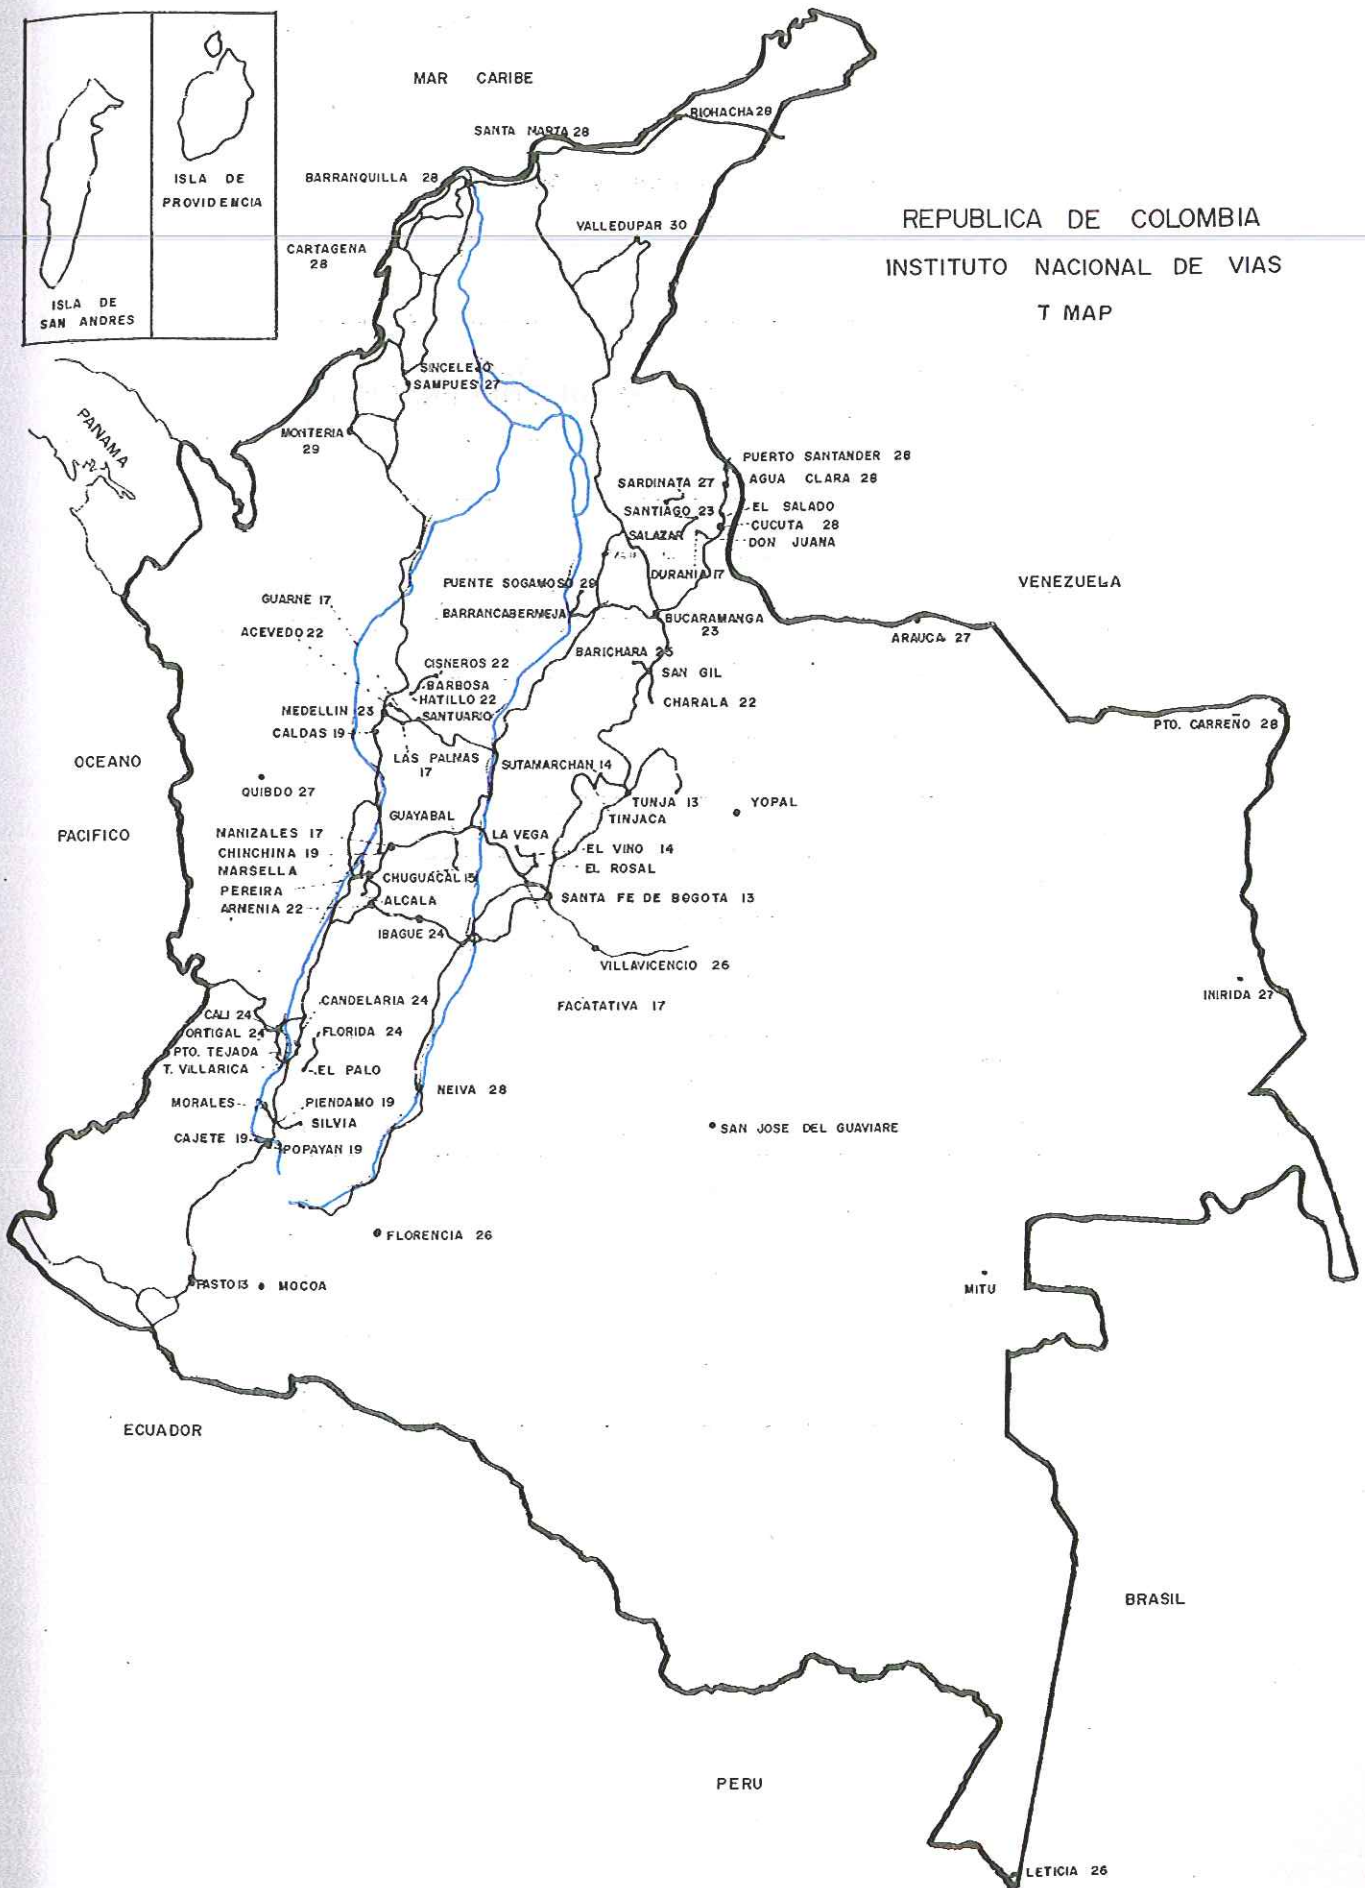 MAR CARIBE
RIOHACHA 28
SANTA MARTA 28
ISLA DE
PROVIDENCIA
BARRANQUILLA 28
REPUBLICA DE COLOMBIA
VALLEDUPAR 30
CARTAGENA
28
INSTITUTO NACIONAL DE VIAS
ISLA DE
SAN ANDRES
T MAP
SINCELEJO
SAMPUES 27
PANAMA
MONTERIA
29
PUERTO SANTANDER 28
SARDINATA 27
AGUA CLARA 28
SANTIAGO 23
EL SALADO
CUCUTA 28
SALAZAR
DON JUANA
DURANIA 17
VENEZUELA
PUENTE SOGAMOSO 29
GUARNE 17
BARRANCABERMEJA
BUCARAMANGA
23
ACEVEDO 22
ARAUCA 27
BARICHARA 23
CISNEROS 22
SAN GIL
BARBOSA
HATILLO 22
CHARALA 22
MEDELLIN 23
SANTUARIO
PTO. CARREÑO 28
CALDAS 19
LAS PALMAS
17
OCEANO
SUTAMARCHAN 14
QUIBDO 27
TUNJA 13
YOPAL
TINJACA
GUAYABAL
PACIFICO
MANIZALES 17
LA VEGA
CHINCHINA 19
EL VINO 14
MARSELLA
EL ROSAL
CHUGUACAL 15
PEREIRA
ALCALA
SANTA FE DE BOGOTA 13
ARMENIA 22
IBAGUE 24
VILLAVICENCIO 26
INIRIDA 27
CANDELARIA 24
FACATATIVA 17
CALI 24
ORTIGAL 24
FLORIDA 24
PTO. TEJADA
T. VILLARICA
EL PALO
NEIVA 28
MORALES
PIENDAMO 19
SILVIA
SAN JOSE DEL GUAVIARE
CAJETE 19
POPAYAN 19
FLORENCIA 26
PASTO 13
MOCOA
MITU
ECUADOR
BRASIL
PERU
LETICIA 26